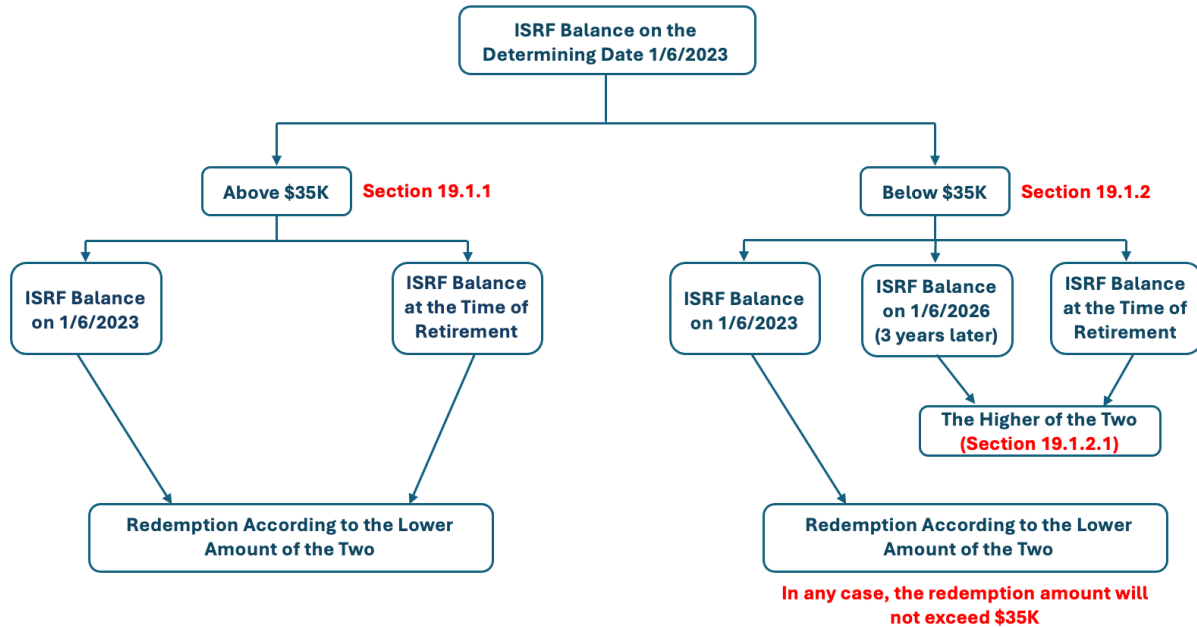 ISRF Balance on the
Determining Date 1/6/2023
Above $35K
Section 19.1.1
Below $35K
Section 19.1.2
ISRF Balance
on 1/6/2023
ISRF Balance
at the Time of
Retirement
ISRF Balance
on 1/6/2023
ISRF Balance
on 1/6/2026
(3 years later)
ISRF Balance
at the Time of
Retirement
The Higher of the Two
(Section 19.1.2.1)
Redemption According to the Lower
Amount of the Two
Redemption According to the Lower
Amount of the Two
In any case, the redemption amount will
not exceed $35K